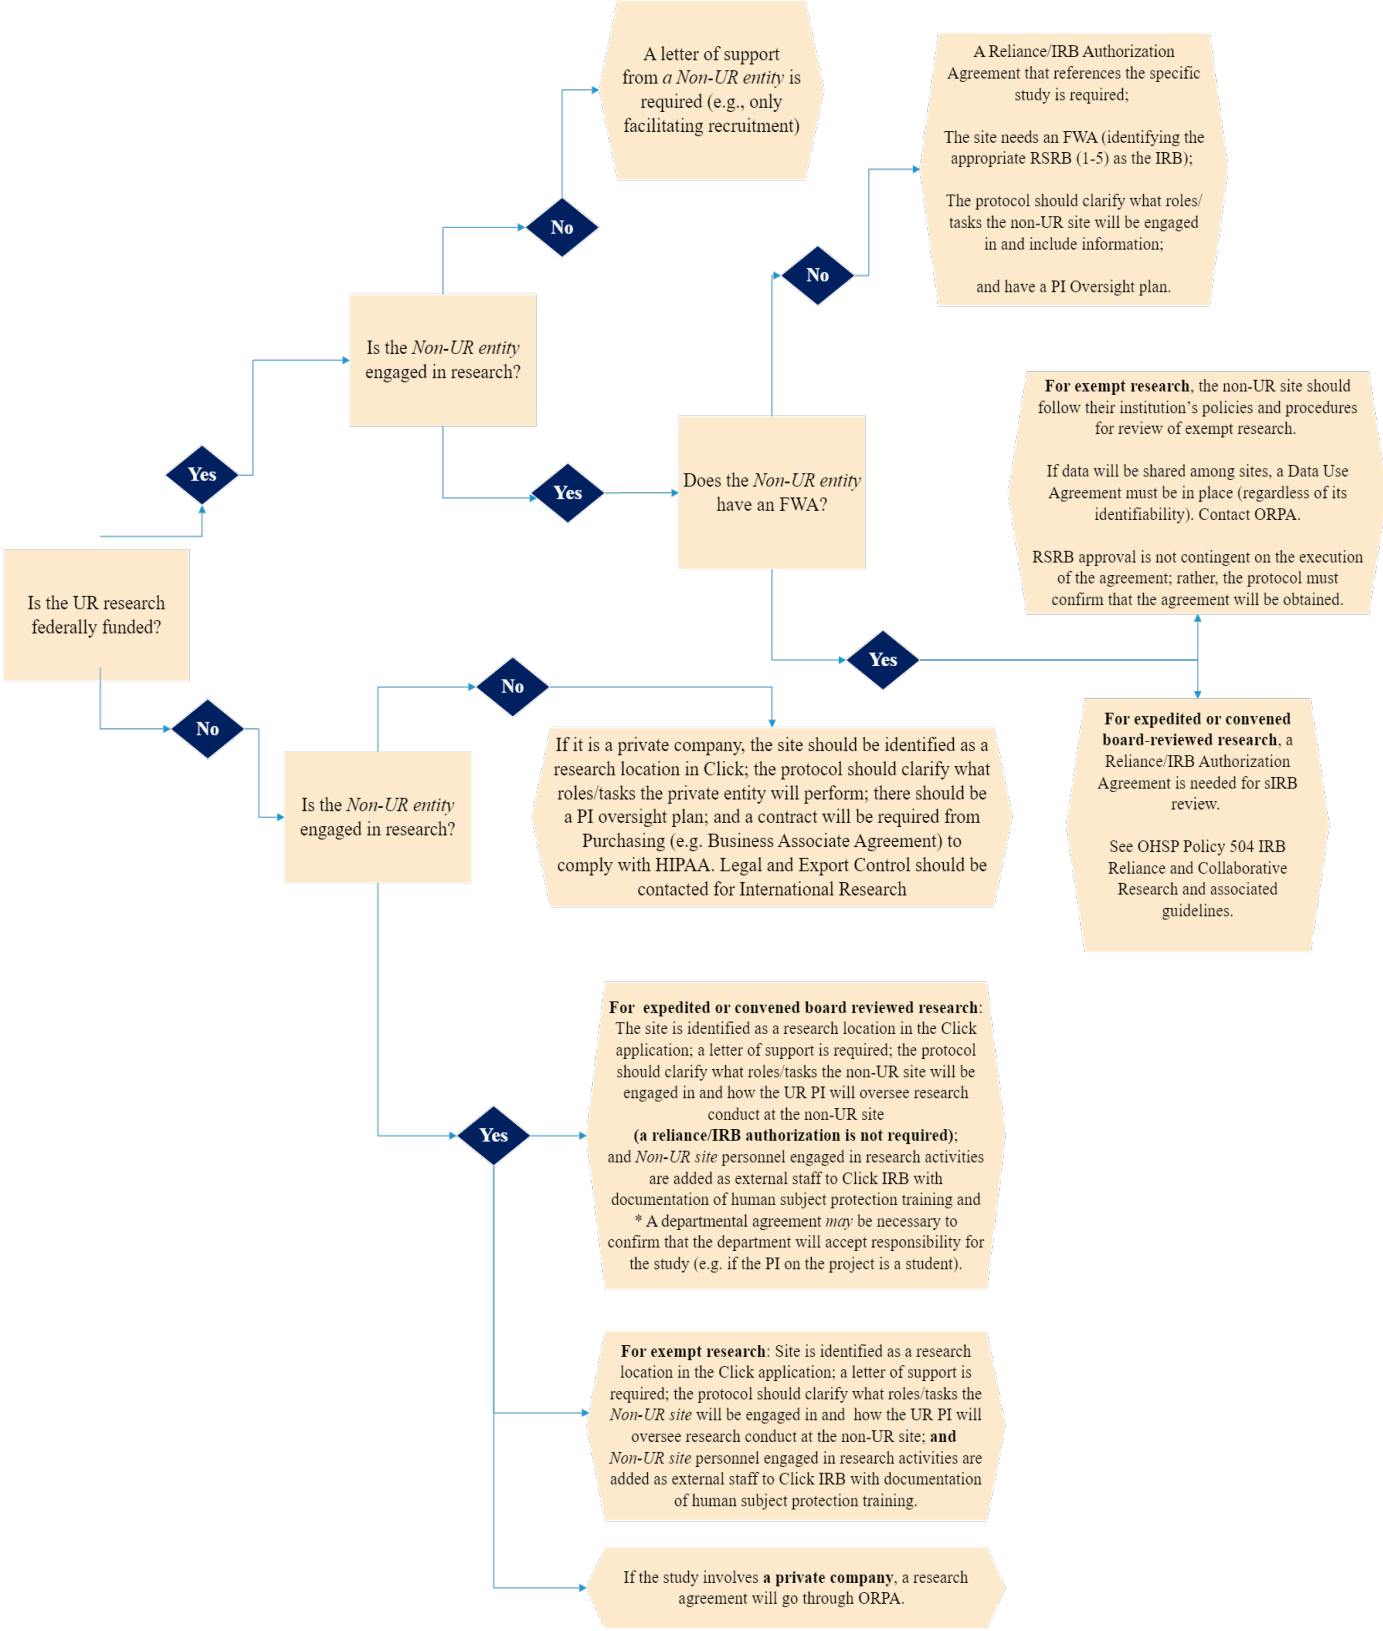 A letter of support
from a Non-UR entity is
required (e.g., only
facilitating recruitment)
A Reliance/IRB Authorization
Agreement that references the specific
study is required;
The site needs an FWA (identifying the
appropriate RSRB (1-5) as the IRB);
The protocol should clarify what roles/
tasks the non-UR site will be engaged
in and include information;
and have a PI Oversight plan.
No
No
Is the Non-UR entity
engaged in research?
Yes
Yes
Does the Non-UR entity
have an FWA?
For exempt research, the non-UR site should
follow their institution’s policies and procedures
for review of exempt research.
If data will be shared among sites, a Data Use
Agreement must be in place (regardless of its
identifiability). Contact ORPA.
RSRB approval is not contingent on the execution
of the agreement; rather, the protocol must
confirm that the agreement will be obtained.
Is the UR research
federally funded?
Yes
No
No
For expedited or convened
board-reviewed research, a
Reliance/IRB Authorization
Agreement is needed for sIRB
review.
See OHSP Policy 504 IRB
Reliance and Collaborative
Research and associated
guidelines.
Is the Non-UR entity
engaged in research?
If it is a private company, the site should be identified as a
research location in Click; the protocol should clarify what
roles/tasks the private entity will perform; there should be
a PI oversight plan; and a contract will be required from
Purchasing (e.g. Business Associate Agreement) to
comply with HIPAA. Legal and Export Control should be
contacted for International Research
Yes
For expedited or convened board reviewed research:
The site is identified as a research location in the Click
application; a letter of support is required; the protocol
should clarify what roles/tasks the non-UR site will be
engaged in and how the UR PI will oversee research
conduct at the non-UR site
(a reliance/IRB authorization is not required);
and Non-UR site personnel engaged in research activities
are added as external staff to Click IRB with
documentation of human subject protection training and
* A departmental agreement may be necessary to
confirm that the department will accept responsibility for
the study (e.g. if the PI on the project is a student).
For exempt research: Site is identified as a research
location in the Click application; a letter of support is
required; the protocol should clarify what roles/tasks the
Non-UR site will be engaged in and how the UR PI will
oversee research conduct at the non-UR site; and
Non-UR site personnel engaged in research activities are
added as external staff to Click IRB with documentation
of human subject protection training.
If the study involves a private company, a research
agreement will go through ORPA.